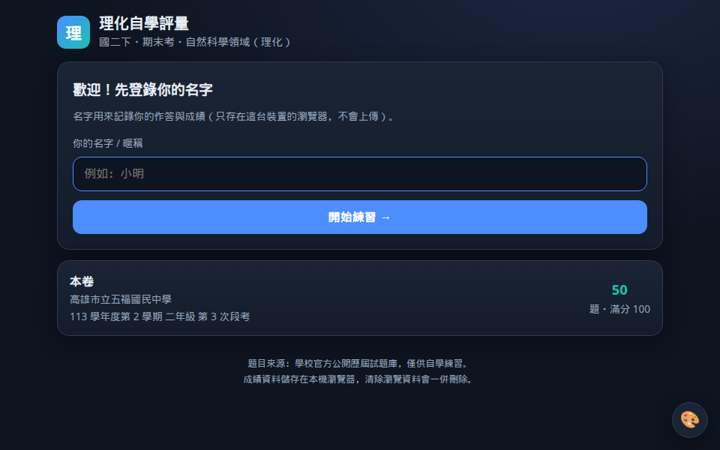 理
理化自學評量
國二下・期末考・自然科學領域（理化）
歡迎！先登錄你的名字
名字用來記錄你的作答與成績（只存在這台裝置的瀏覽器，不會上傳）。
你的名字 / 暱稱
例如：小明
開始練習 →
本卷
高雄市立五福國民中學
113 學年度第 2 學期 二年級 第 3 次段考
50
題・滿分 100
題目來源：學校官方公開歷屆試題庫，僅供自學練習。
成績資料儲存在本機瀏覽器，清除瀏覽資料會一併刪除。